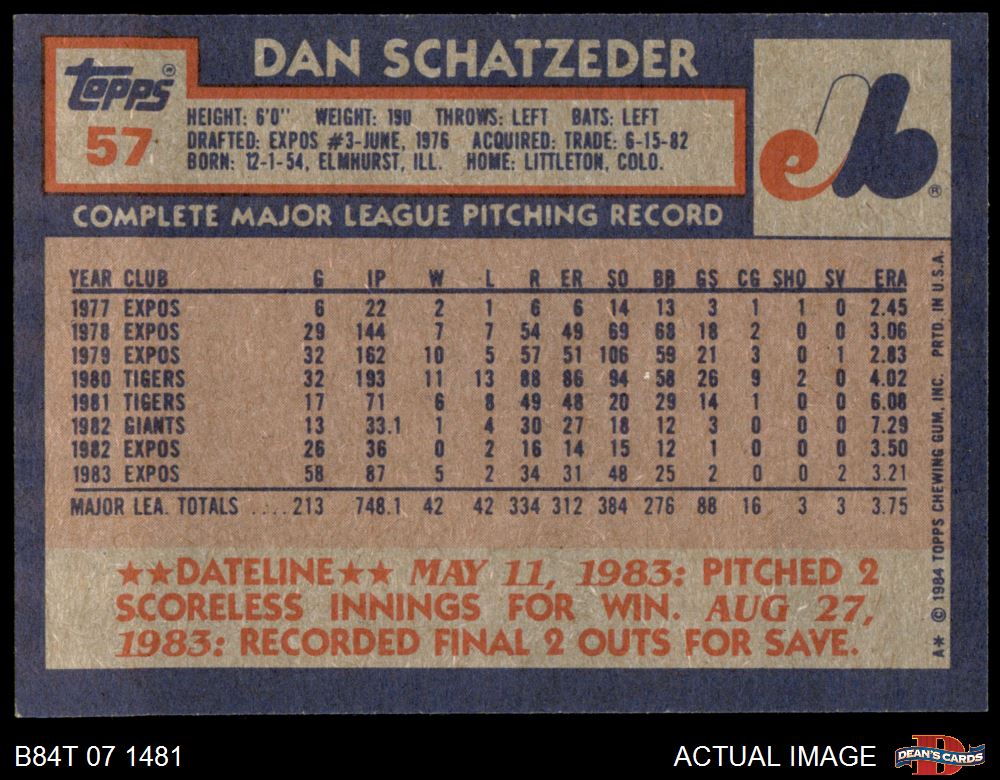 DAN SCHATZEDER
Topps®
57
HEIGHT: 6'0" WEIGHT: 190 THROWS: LEFT BATS: LEFT
DRAFTED: EXPOS #3-JUNE, 1976 ACQUIRED: TRADE: 6-15-82
BORN: 12-1-54, ELMHURST, ILL. HOME: LITTLETON, COLO.
eb®
COMPLETE MAJOR LEAGUE PITCHING RECORD
YEAR CLUB G IP W L R ER SO BB GS CG SHO SV ERA
1977 EXPOS 6 22 2 1 6 6 14 13 3 1 1 0 2.45
1978 EXPOS 29 144 7 7 54 49 69 68 18 2 0 0 3.06
1979 EXPOS 32 162 10 5 57 51 106 59 21 3 0 1 2.83
1980 TIGERS 32 193 11 13 88 86 94 58 26 9 2 0 4.02
1981 TIGERS 17 71 6 8 49 48 20 29 14 1 0 0 6.08
1982 GIANTS 13 33.1 1 4 30 27 18 12 3 0 0 0 7.29
1982 EXPOS 26 36 0 2 16 14 15 12 1 0 0 0 3.50
1983 EXPOS 58 87 5 2 34 31 48 25 2 0 0 2 3.21
MAJOR LEA. TOTALS ....213 748.1 42 42 334 312 384 276 88 16 3 3 3.75
★★DATELINE★★ MAY 11, 1983: PITCHED 2
SCORELESS INNINGS FOR WIN. AUG 27,
1983: RECORDED FINAL 2 OUTS FOR SAVE.
A* © 1984 TOPPS CHEWING GUM, INC. PRTD. IN U.S.A.
B84T 07 1481
ACTUAL IMAGE
D
DEAN'S CARDS